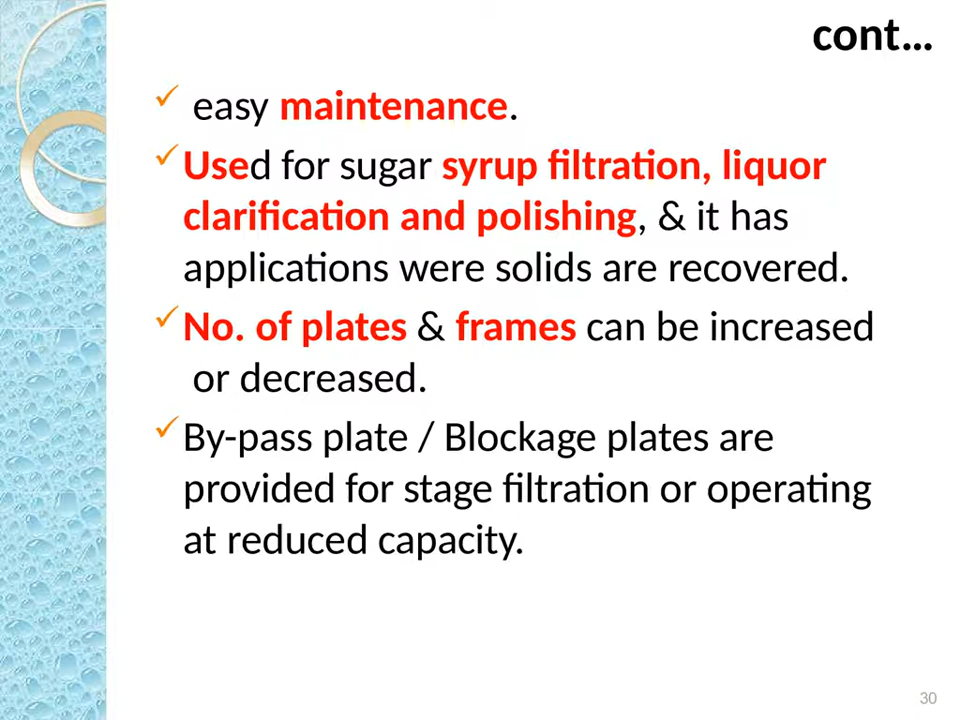 cont…
✓ easy maintenance.
✓ Used for sugar syrup filtration, liquor
clarification and polishing, & it has
applications were solids are recovered.
✓ No. of plates & frames can be increased
or decreased.
✓ By-pass plate / Blockage plates are
provided for stage filtration or operating
at reduced capacity.
30